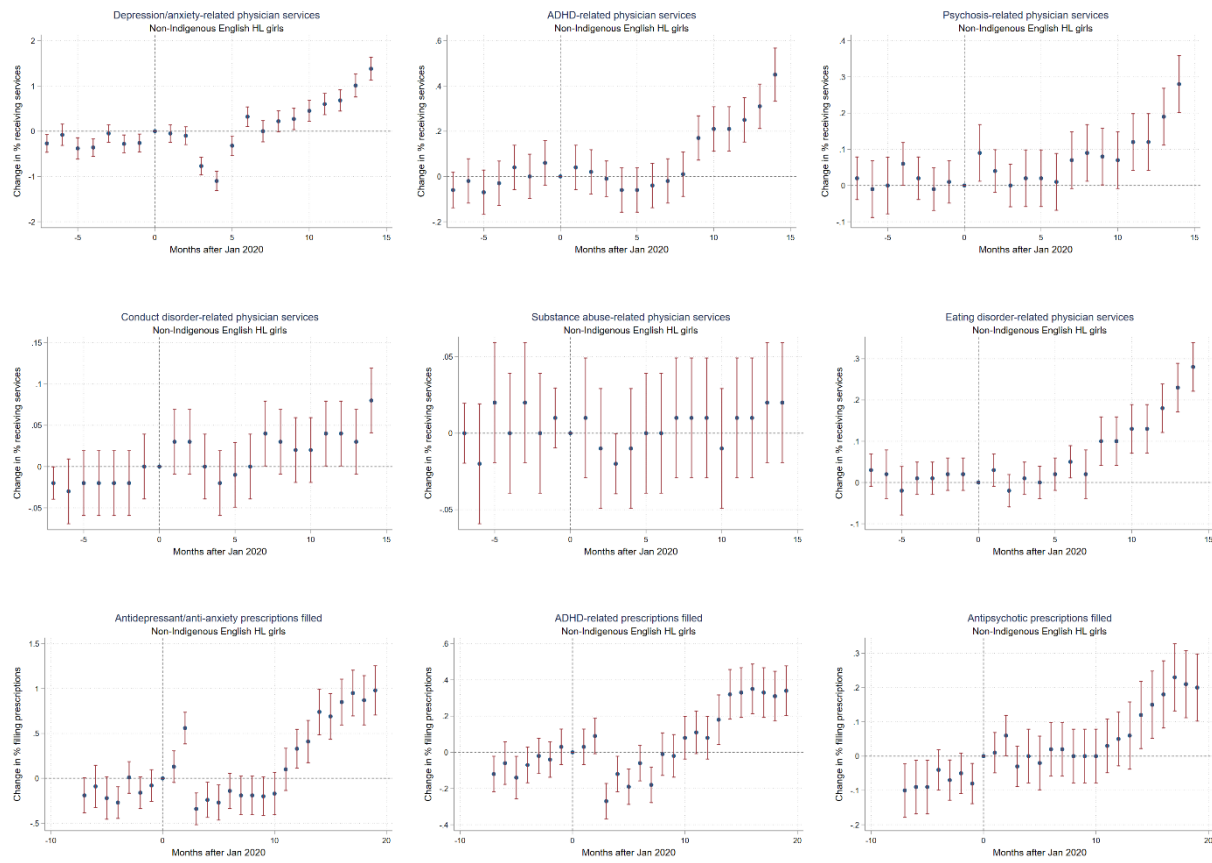 Depression/anxiety-related physician services
Non-Indigenous English HL girls
Change in % receiving services
2
1
0
-1
-2
-5
0
5
10
15
Months after Jan 2020
ADHD-related physician services
Non-Indigenous English HL girls
Change in % receiving services
.6
.4
.2
0
-.2
-5
0
5
10
15
Months after Jan 2020
Psychosis-related physician services
Non-Indigenous English HL girls
Change in % receiving services
.4
.3
.2
.1
0
-.1
-5
0
5
10
15
Months after Jan 2020
Conduct disorder-related physician services
Non-Indigenous English HL girls
Change in % receiving services
.15
.1
.05
0
-.05
-5
0
5
10
15
Months after Jan 2020
Substance abuse-related physician services
Non-Indigenous English HL girls
Change in % receiving services
.05
0
-.05
-5
0
5
10
15
Months after Jan 2020
Eating disorder-related physician services
Non-Indigenous English HL girls
Change in % receiving services
.3
.2
.1
0
-.1
-5
0
5
10
15
Months after Jan 2020
Antidepressant/anti-anxiety prescriptions filled
Non-Indigenous English HL girls
Change in % filling prescriptions
1.5
1
.5
0
-.5
-10
0
10
20
Months after Jan 2020
ADHD-related prescriptions filled
Non-Indigenous English HL girls
Change in % filling prescriptions
.6
.4
.2
0
-.2
-.4
-10
0
10
20
Months after Jan 2020
Antipsychotic prescriptions filled
Non-Indigenous English HL girls
Change in % filling prescriptions
.3
.2
.1
0
-.1
-.2
-10
0
10
20
Months after Jan 2020